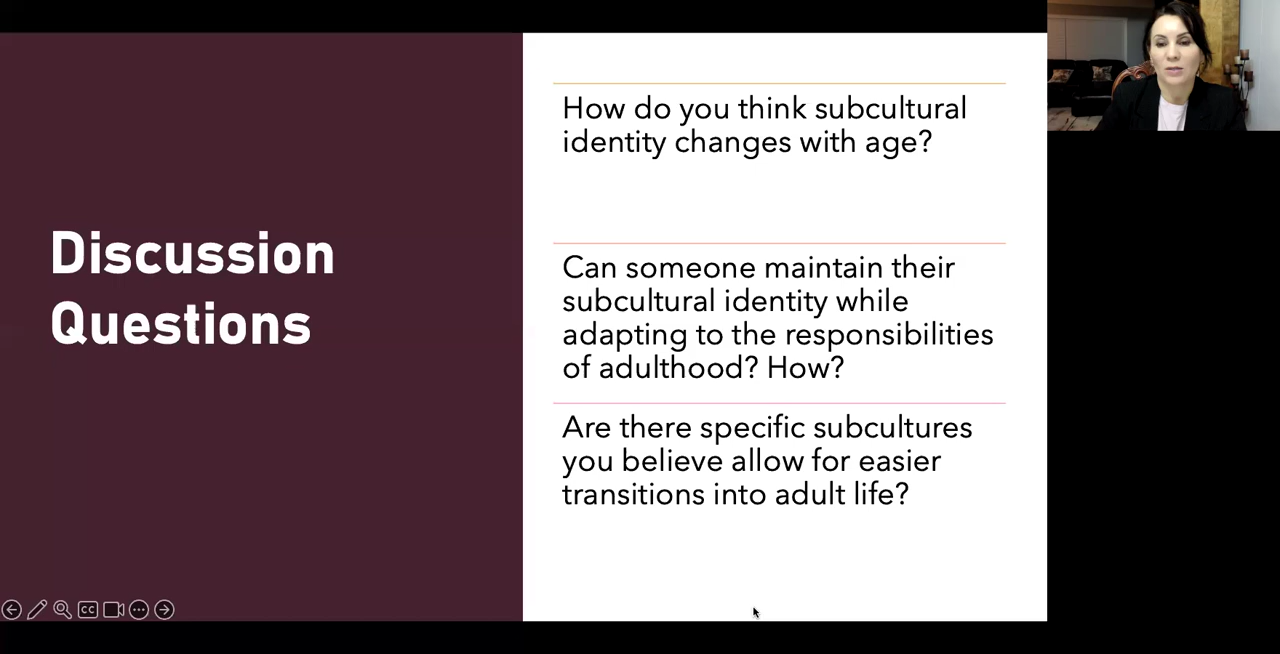 Discussion
Questions
How do you think subcultural
identity changes with age?
Can someone maintain their
subcultural identity while
adapting to the responsibilities
of adulthood? How?
Are there specific subcultures
you believe allow for easier
transitions into adult life?
CC